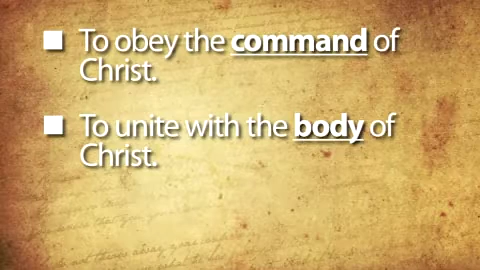 To obey the command of
Christ.
To unite with the body of
Christ.